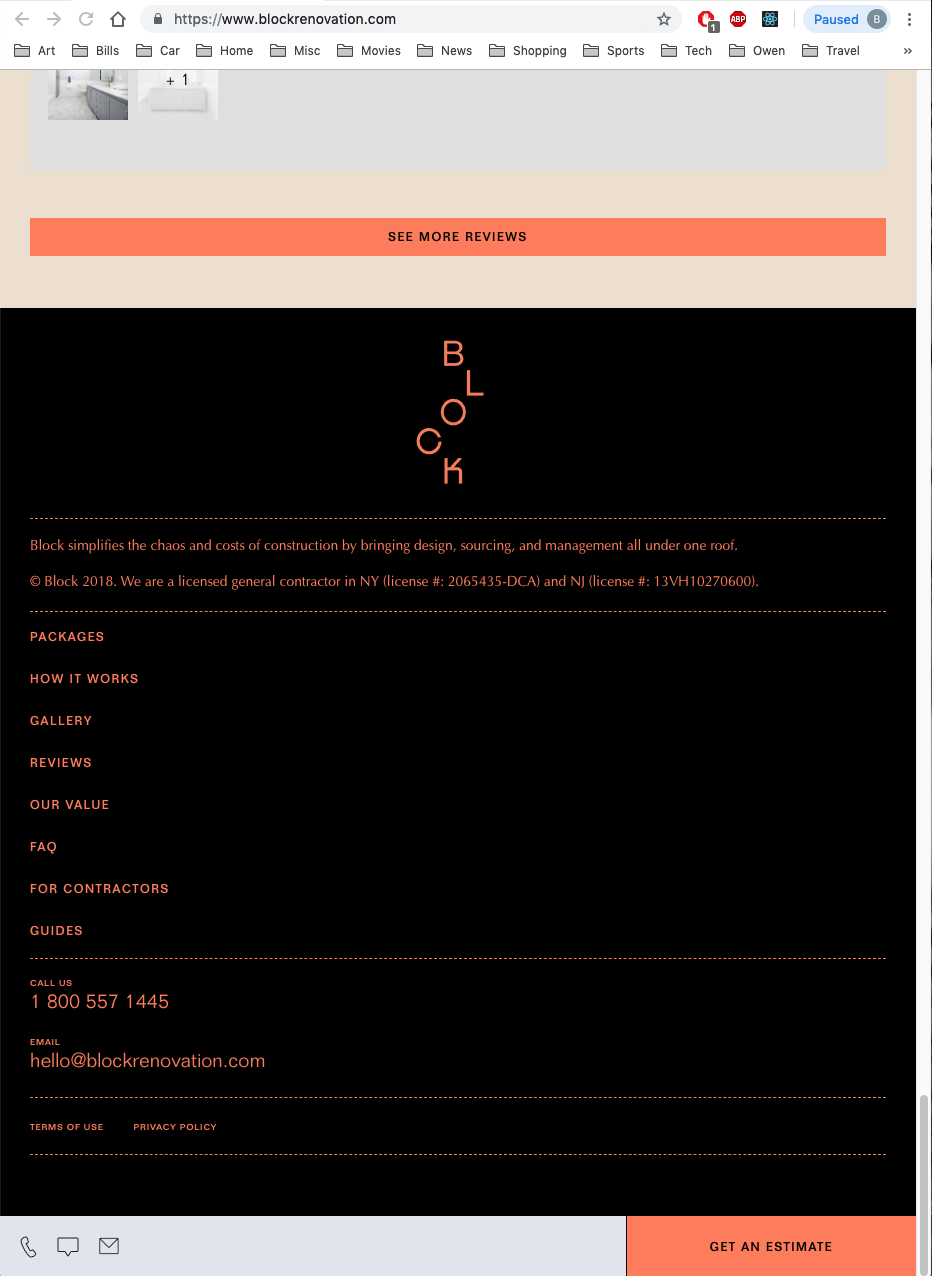 https://www.blockrenovation.com
1
ABP
Paused
B
Art
Bills
Car
Home
Misc
Movies
News
Shopping
Sports
Tech
Owen
Travel
»
+ 1
SEE MORE REVIEWS
B
L
O
C
K
Block simplifies the chaos and costs of construction by bringing design, sourcing, and management all under one roof.
© Block 2018. We are a licensed general contractor in NY (license #: 2065435-DCA) and NJ (license #: 13VH10270600).
PACKAGES
HOW IT WORKS
GALLERY
REVIEWS
OUR VALUE
FAQ
FOR CONTRACTORS
GUIDES
CALL US
1 800 557 1445
EMAIL
hello@blockrenovation.com
TERMS OF USE
PRIVACY POLICY
GET AN ESTIMATE